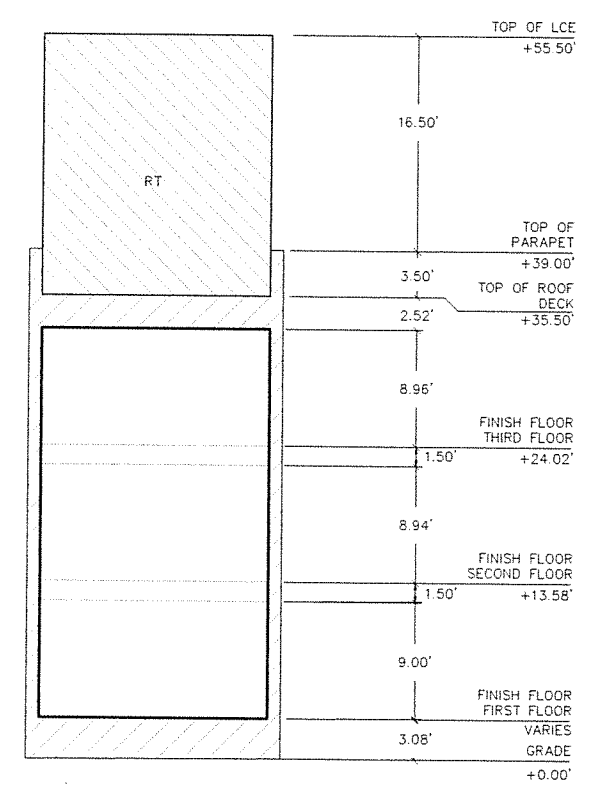 TOP OF LCE
+55.50'
16.50'
RT
TOP OF
PARAPET
+39.00'
3.50'
TOP OF ROOF
DECK
2.52'
+35.50'
8.96'
FINISH FLOOR
THIRD FLOOR
1.50'
+24.02'
8.94'
FINISH FLOOR
SECOND FLOOR
1.50'
+13.58'
9.00'
FINISH FLOOR
FIRST FLOOR
VARIES
3.08'
GRADE
+0.00'